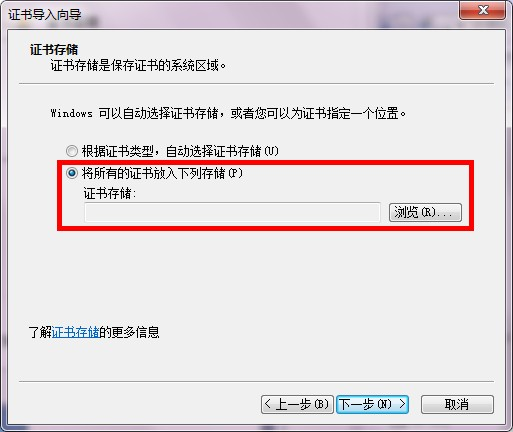 证书导入向导
证书存储
证书存储是保存证书的系统区域。
Windows 可以自动选择证书存储，或者您可以为证书指定一个位置。
根据证书类型，自动选择证书存储(U)
将所有的证书放入下列存储(P)
证书存储:
浏览(R)...
了解证书存储的更多信息
< 上一步(B)
下一步(N) >
取消